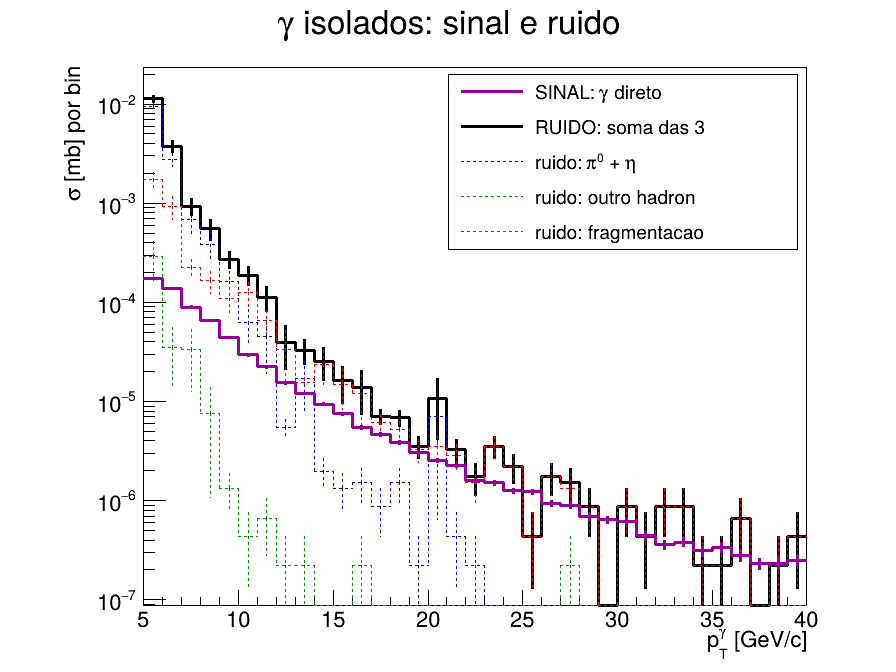 γ isolados: sinal e ruido
σ [mb] por bin
SINAL: γ direto
RUIDO: soma das 3
ruido: π⁰ + η
ruido: outro hadron
ruido: fragmentacao
10⁻²
10⁻³
10⁻⁴
10⁻⁵
10⁻⁶
10⁻⁷
5 10 15 20 25 30 35 40
p_T^γ [GeV/c]